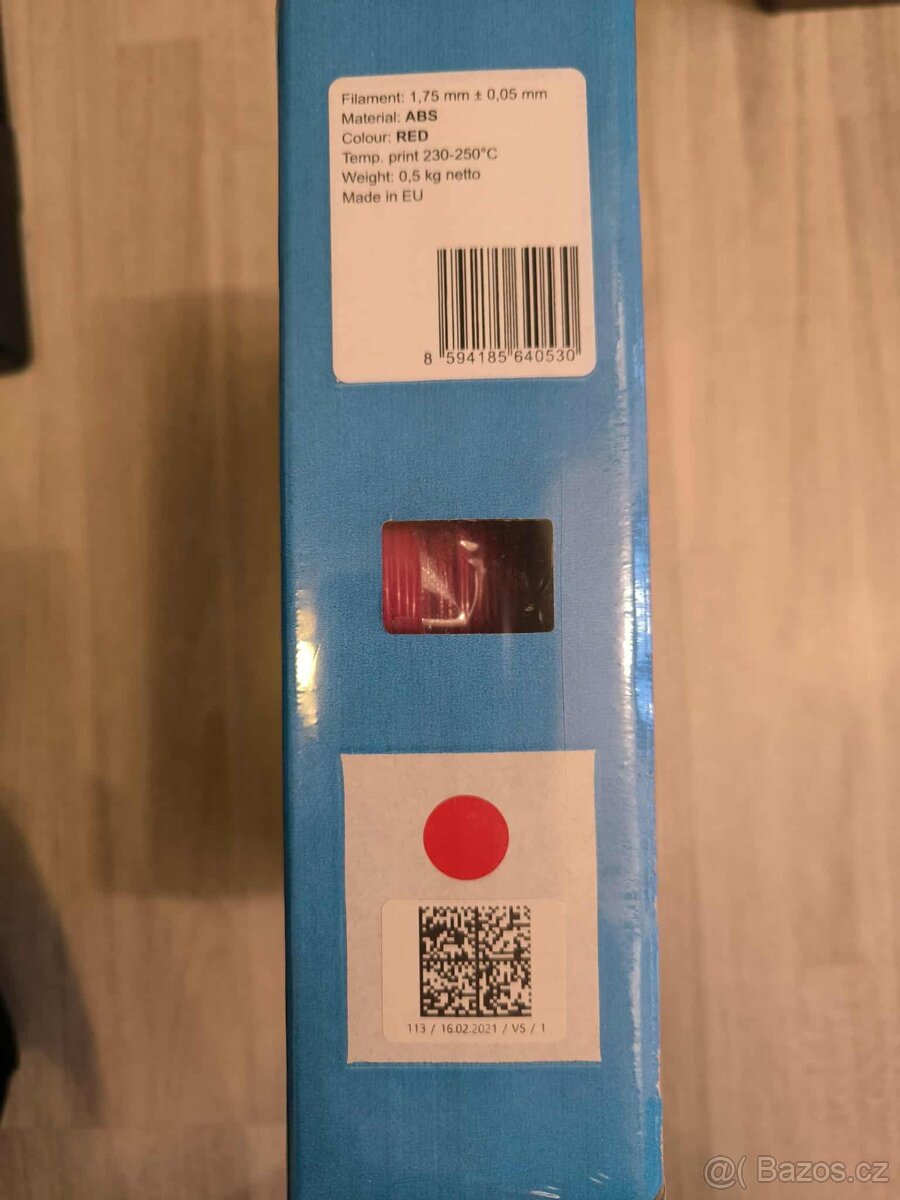 Filament: 1,75 mm ± 0,05 mm
Material: ABS
Colour: RED
Temp. print 230-250°C
Weight: 0,5 kg netto
Made in EU
8 594185 640530
113 / 16.02.2021 / VS / 1
@( Bazos.cz